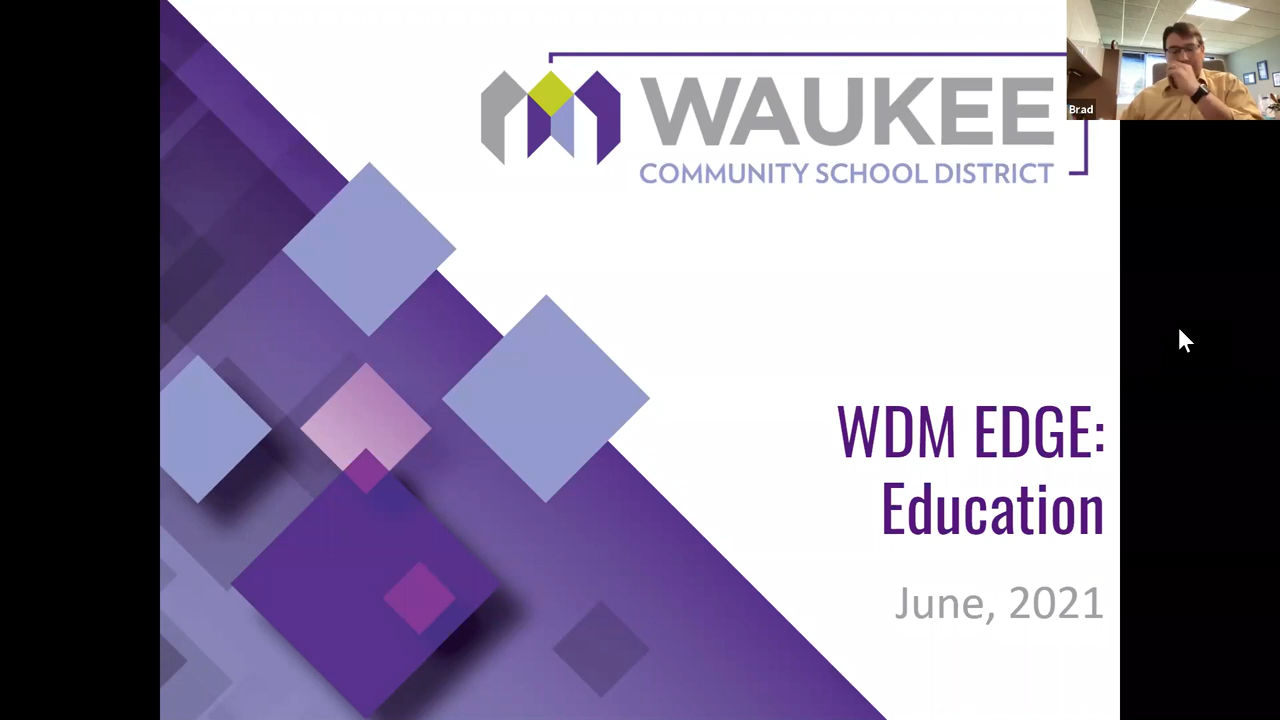 WAUKEE
COMMUNITY SCHOOL DISTRICT
Brad
WDM EDGE:
Education
June, 2021